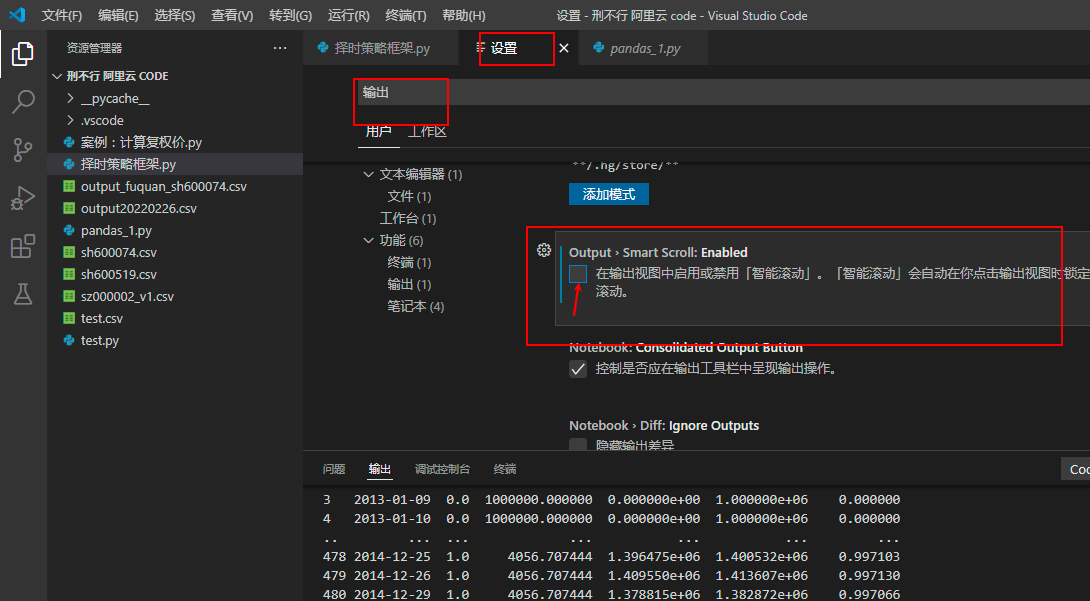 文件(F) 编辑(E) 选择(S) 查看(V) 转到(G) 运行(R) 终端(T) 帮助(H) 设置 - 刑不行 阿里云 code - Visual Studio Code
资源管理器 ...
择时策略框架.py 设置 pandas_1.py
刑不行 阿里云 CODE
__pycache__
.vscode
案例：计算复权价.py
择时策略框架.py
output_fuquan_sh600074.csv
output20220226.csv
pandas_1.py
sh600074.csv
sh600519.csv
sz000002_v1.csv
test.csv
test.py
输出
用户 工作区
文本编辑器 (1)
文件 (1)
工作台 (1)
功能 (6)
终端 (1)
输出 (1)
笔记本 (4)
**/.hg/store/**
添加模式
Output › Smart Scroll: Enabled
在输出视图中启用或禁用「智能滚动」。「智能滚动」会自动在你点击输出视图时锁定
滚动。
Notebook: Consolidated Output Button
控制是否应在输出工具栏中呈现输出操作。
Notebook › Diff: Ignore Outputs
隐藏输出差异
问题 输出 调试控制台 终端 Coc
3 2013-01-09 0.0 1000000.000000 0.000000e+00 1.000000e+06 0.000000
4 2013-01-10 0.0 1000000.000000 0.000000e+00 1.000000e+06 0.000000
.. ... ... ... ... ... ...
478 2014-12-25 1.0 4056.707444 1.396475e+06 1.400532e+06 0.997103
479 2014-12-26 1.0 4056.707444 1.409550e+06 1.413607e+06 0.997130
480 2014-12-29 1.0 4056.707444 1.378815e+06 1.382872e+06 0.997066